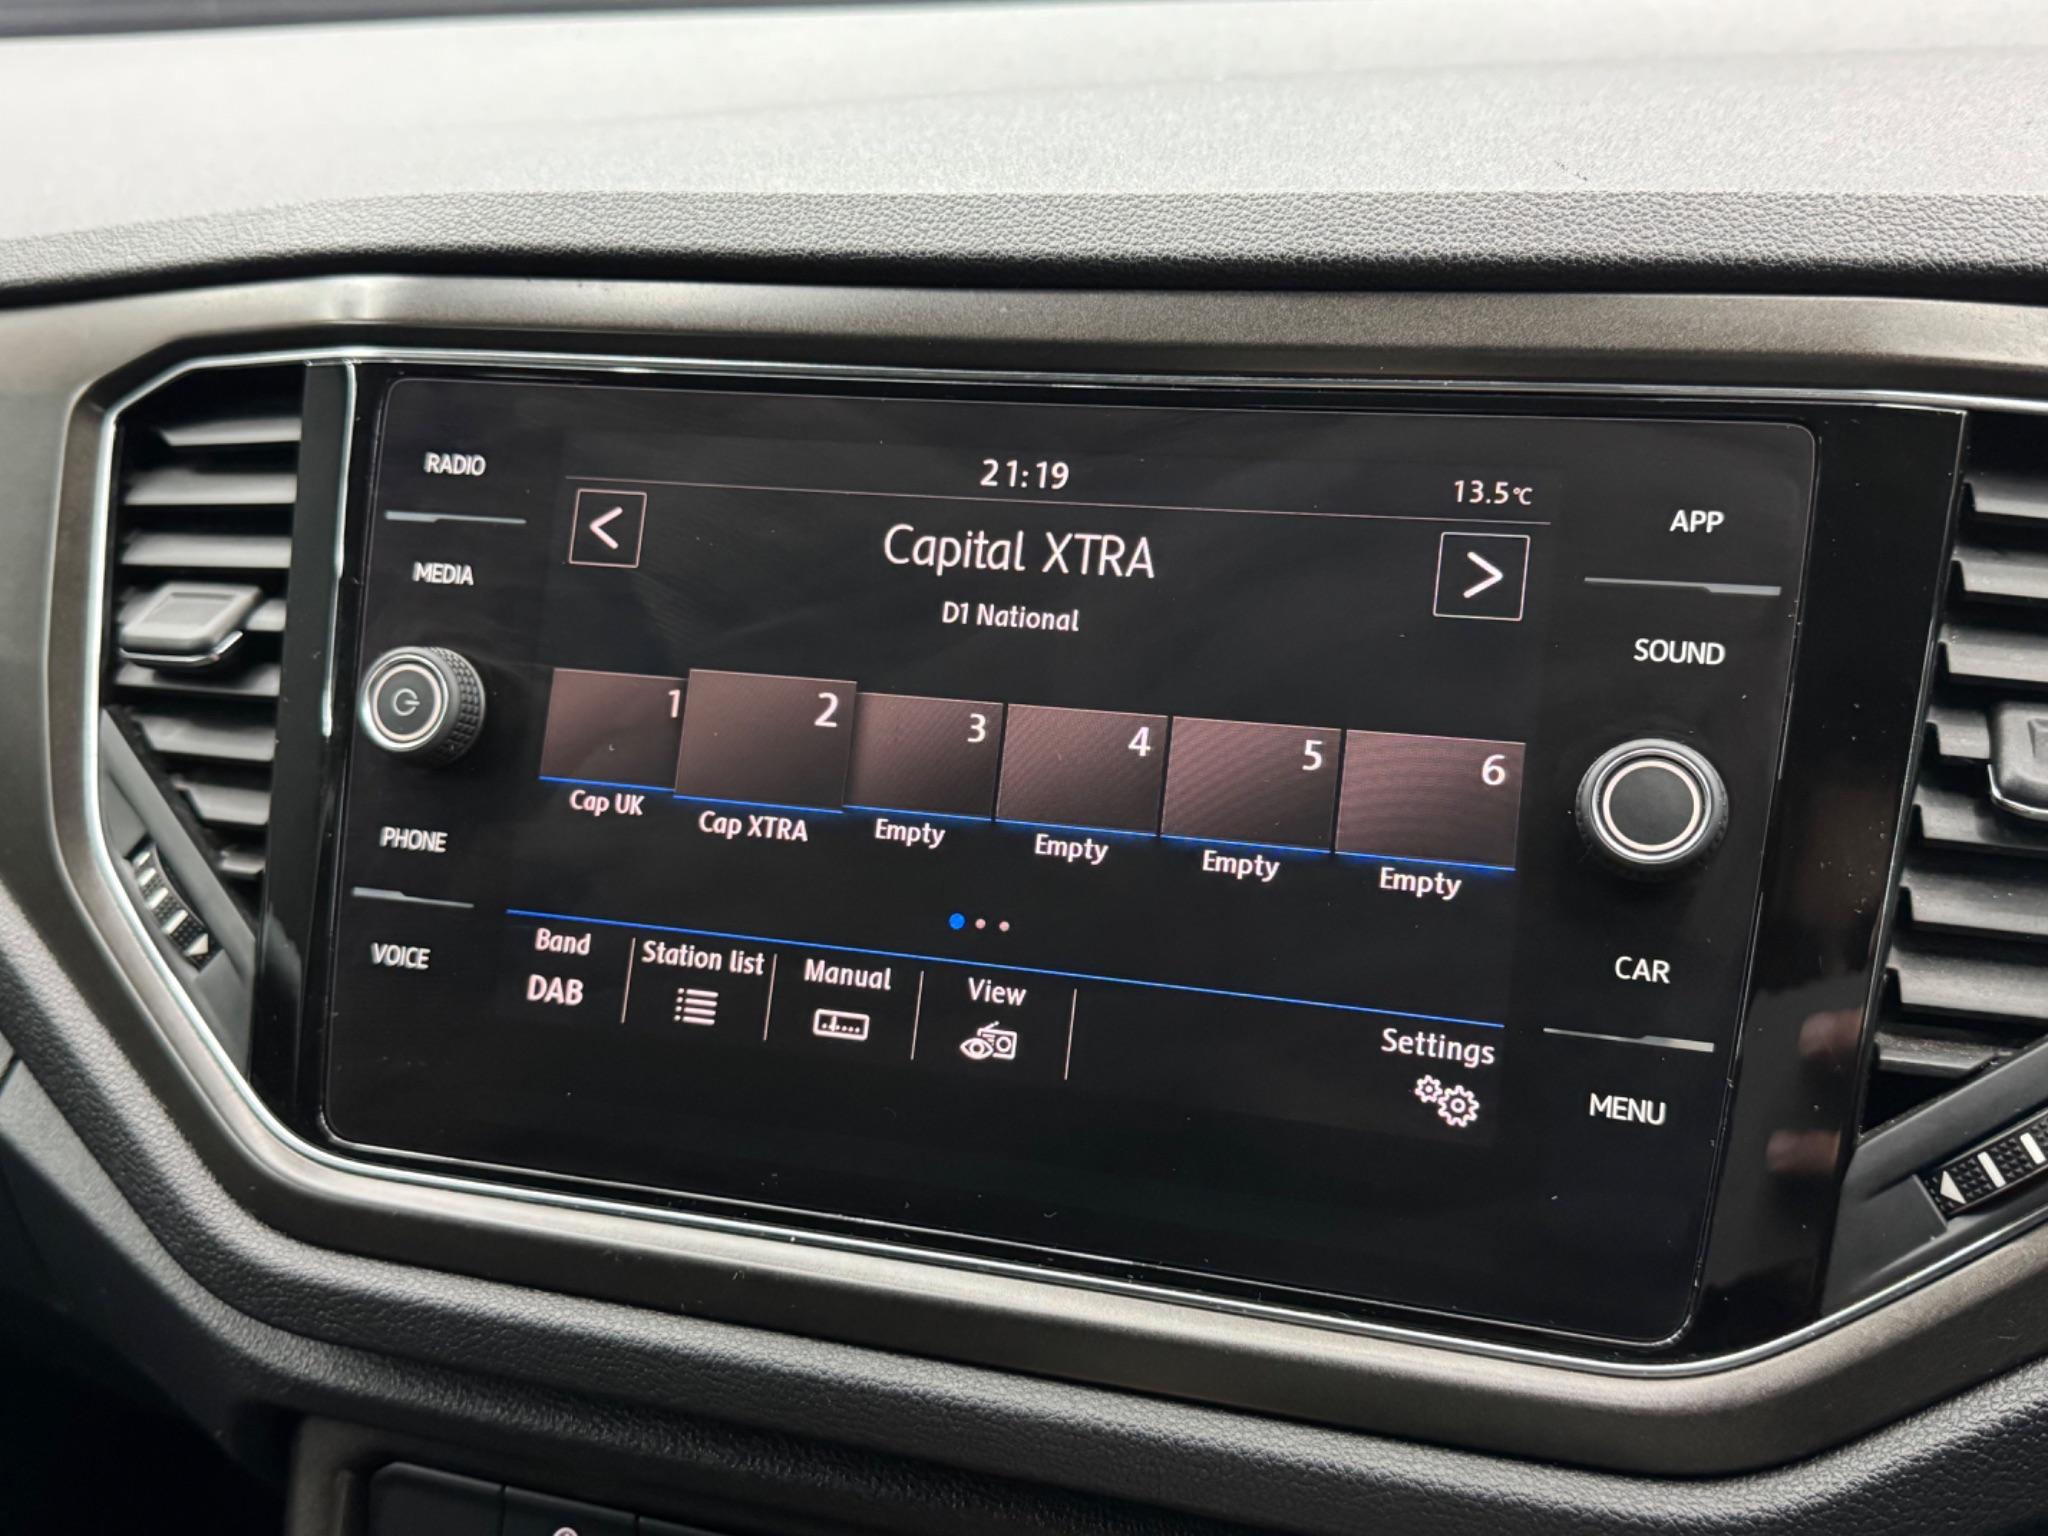 RADIO
MEDIA
PHONE
VOICE
21:19
13.5°C
<
Capital XTRA
>
D1 National
1
2
3
4
5
6
Cap UK
Cap XTRA
Empty
Empty
Empty
Empty
Band
Station list
Manual
View
Settings
DAB
APP
SOUND
CAR
MENU